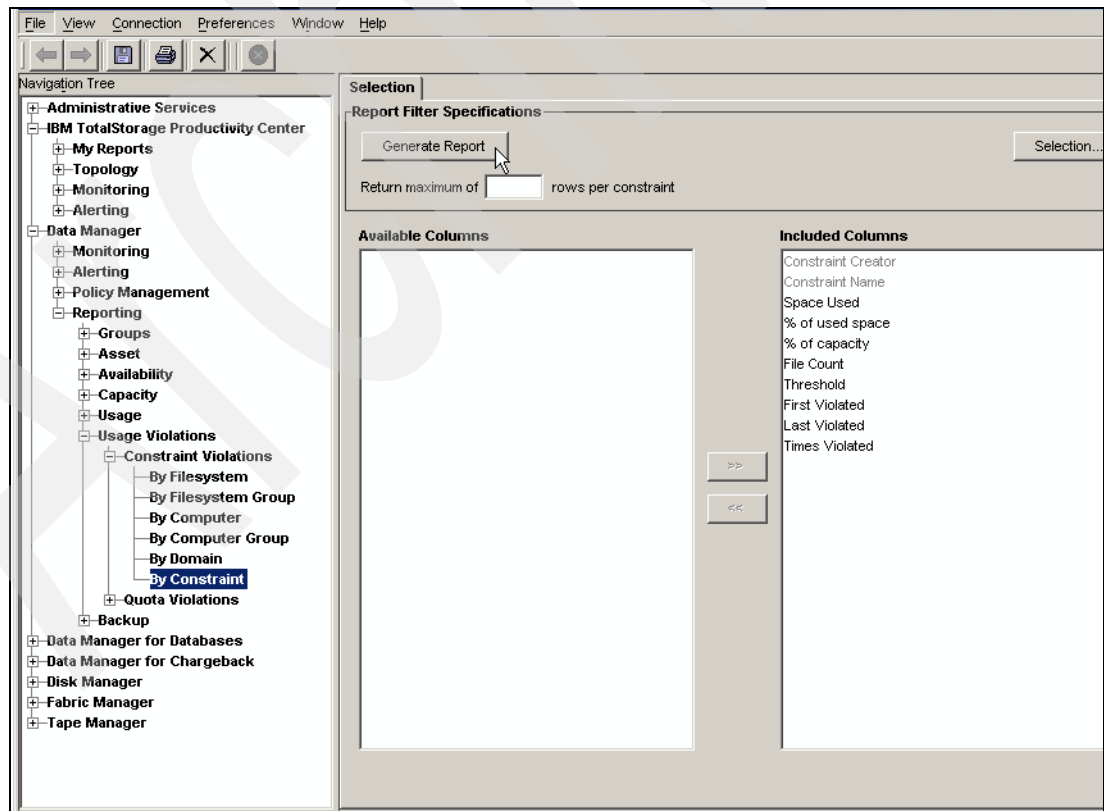 File View Connection Preferences Window Help
Navigation Tree
Administrative Services
IBM TotalStorage Productivity Center
My Reports
Topology
Monitoring
Alerting
Data Manager
Monitoring
Alerting
Policy Management
Reporting
Groups
Asset
Availability
Capacity
Usage
Usage Violations
Constraint Violations
By Filesystem
By Filesystem Group
By Computer
By Computer Group
By Domain
By Constraint
Quota Violations
Backup
Data Manager for Databases
Data Manager for Chargeback
Disk Manager
Fabric Manager
Tape Manager
Selection
Report Filter Specifications
Generate Report
Selection...
Return maximum of rows per constraint
Available Columns
>>
<<
Included Columns
Constraint Creator
Constraint Name
Space Used
% of used space
% of capacity
File Count
Threshold
First Violated
Last Violated
Times Violated